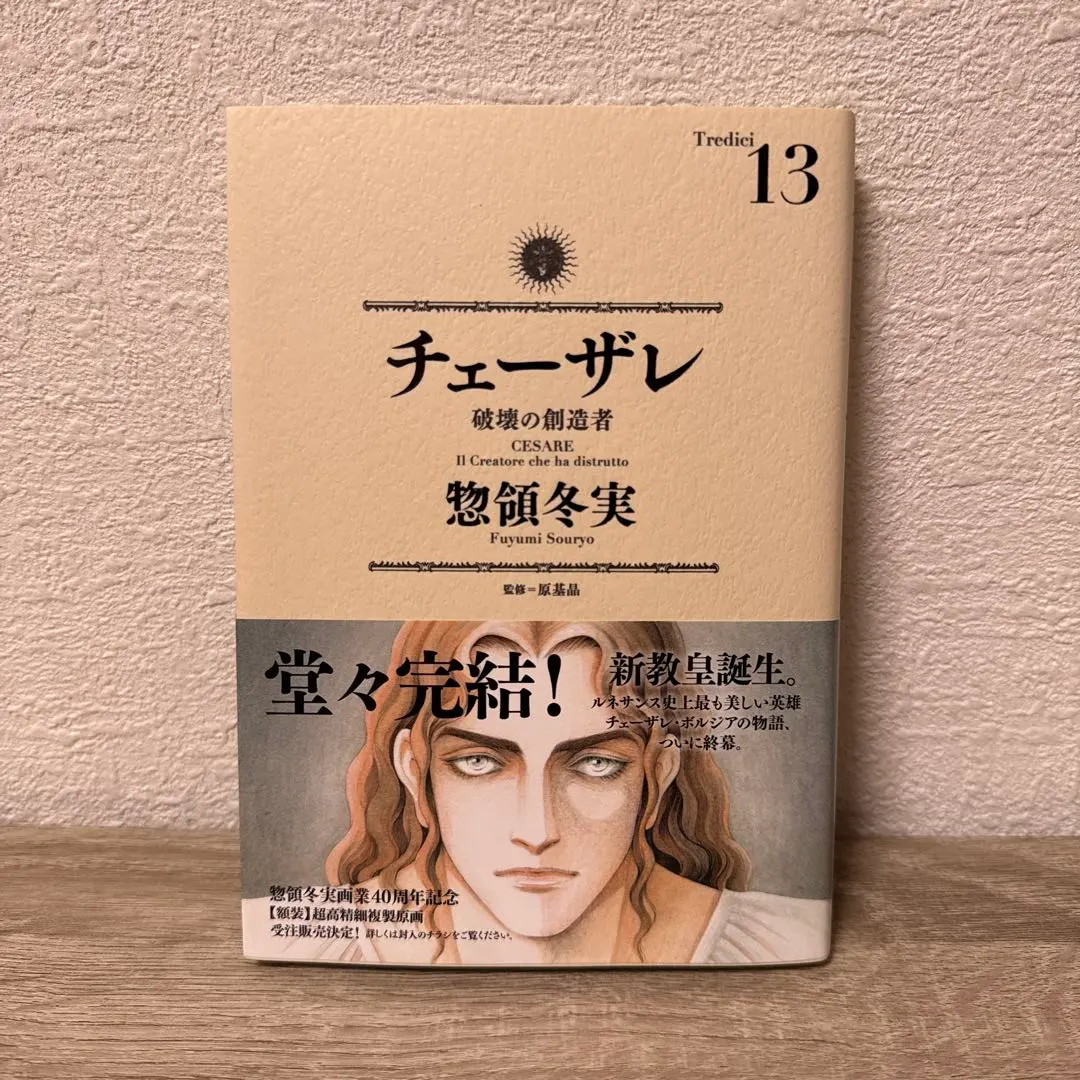 Tredici
13
チェーザレ
破壊の創造者
CESARE
Il Creatore che ha distrutto
惣領冬実
Fuyumi Souryo
監修=原基晶
堂々完結!
新教皇誕生。
ルネサンス史上最も美しい英雄
チェーザレ・ボルジアの物語、
ついに終幕。
惣領冬実画業40周年記念
【額装】超高精細複製原画
受注販売決定! 詳しくは封入のチラシをご覧ください。